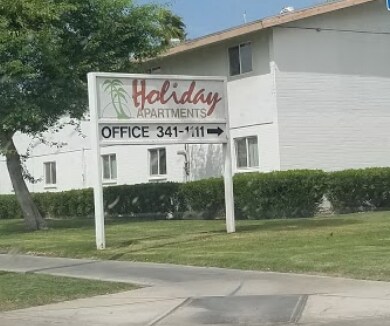 Holiday
APARTMENTS
OFFICE 341-1111